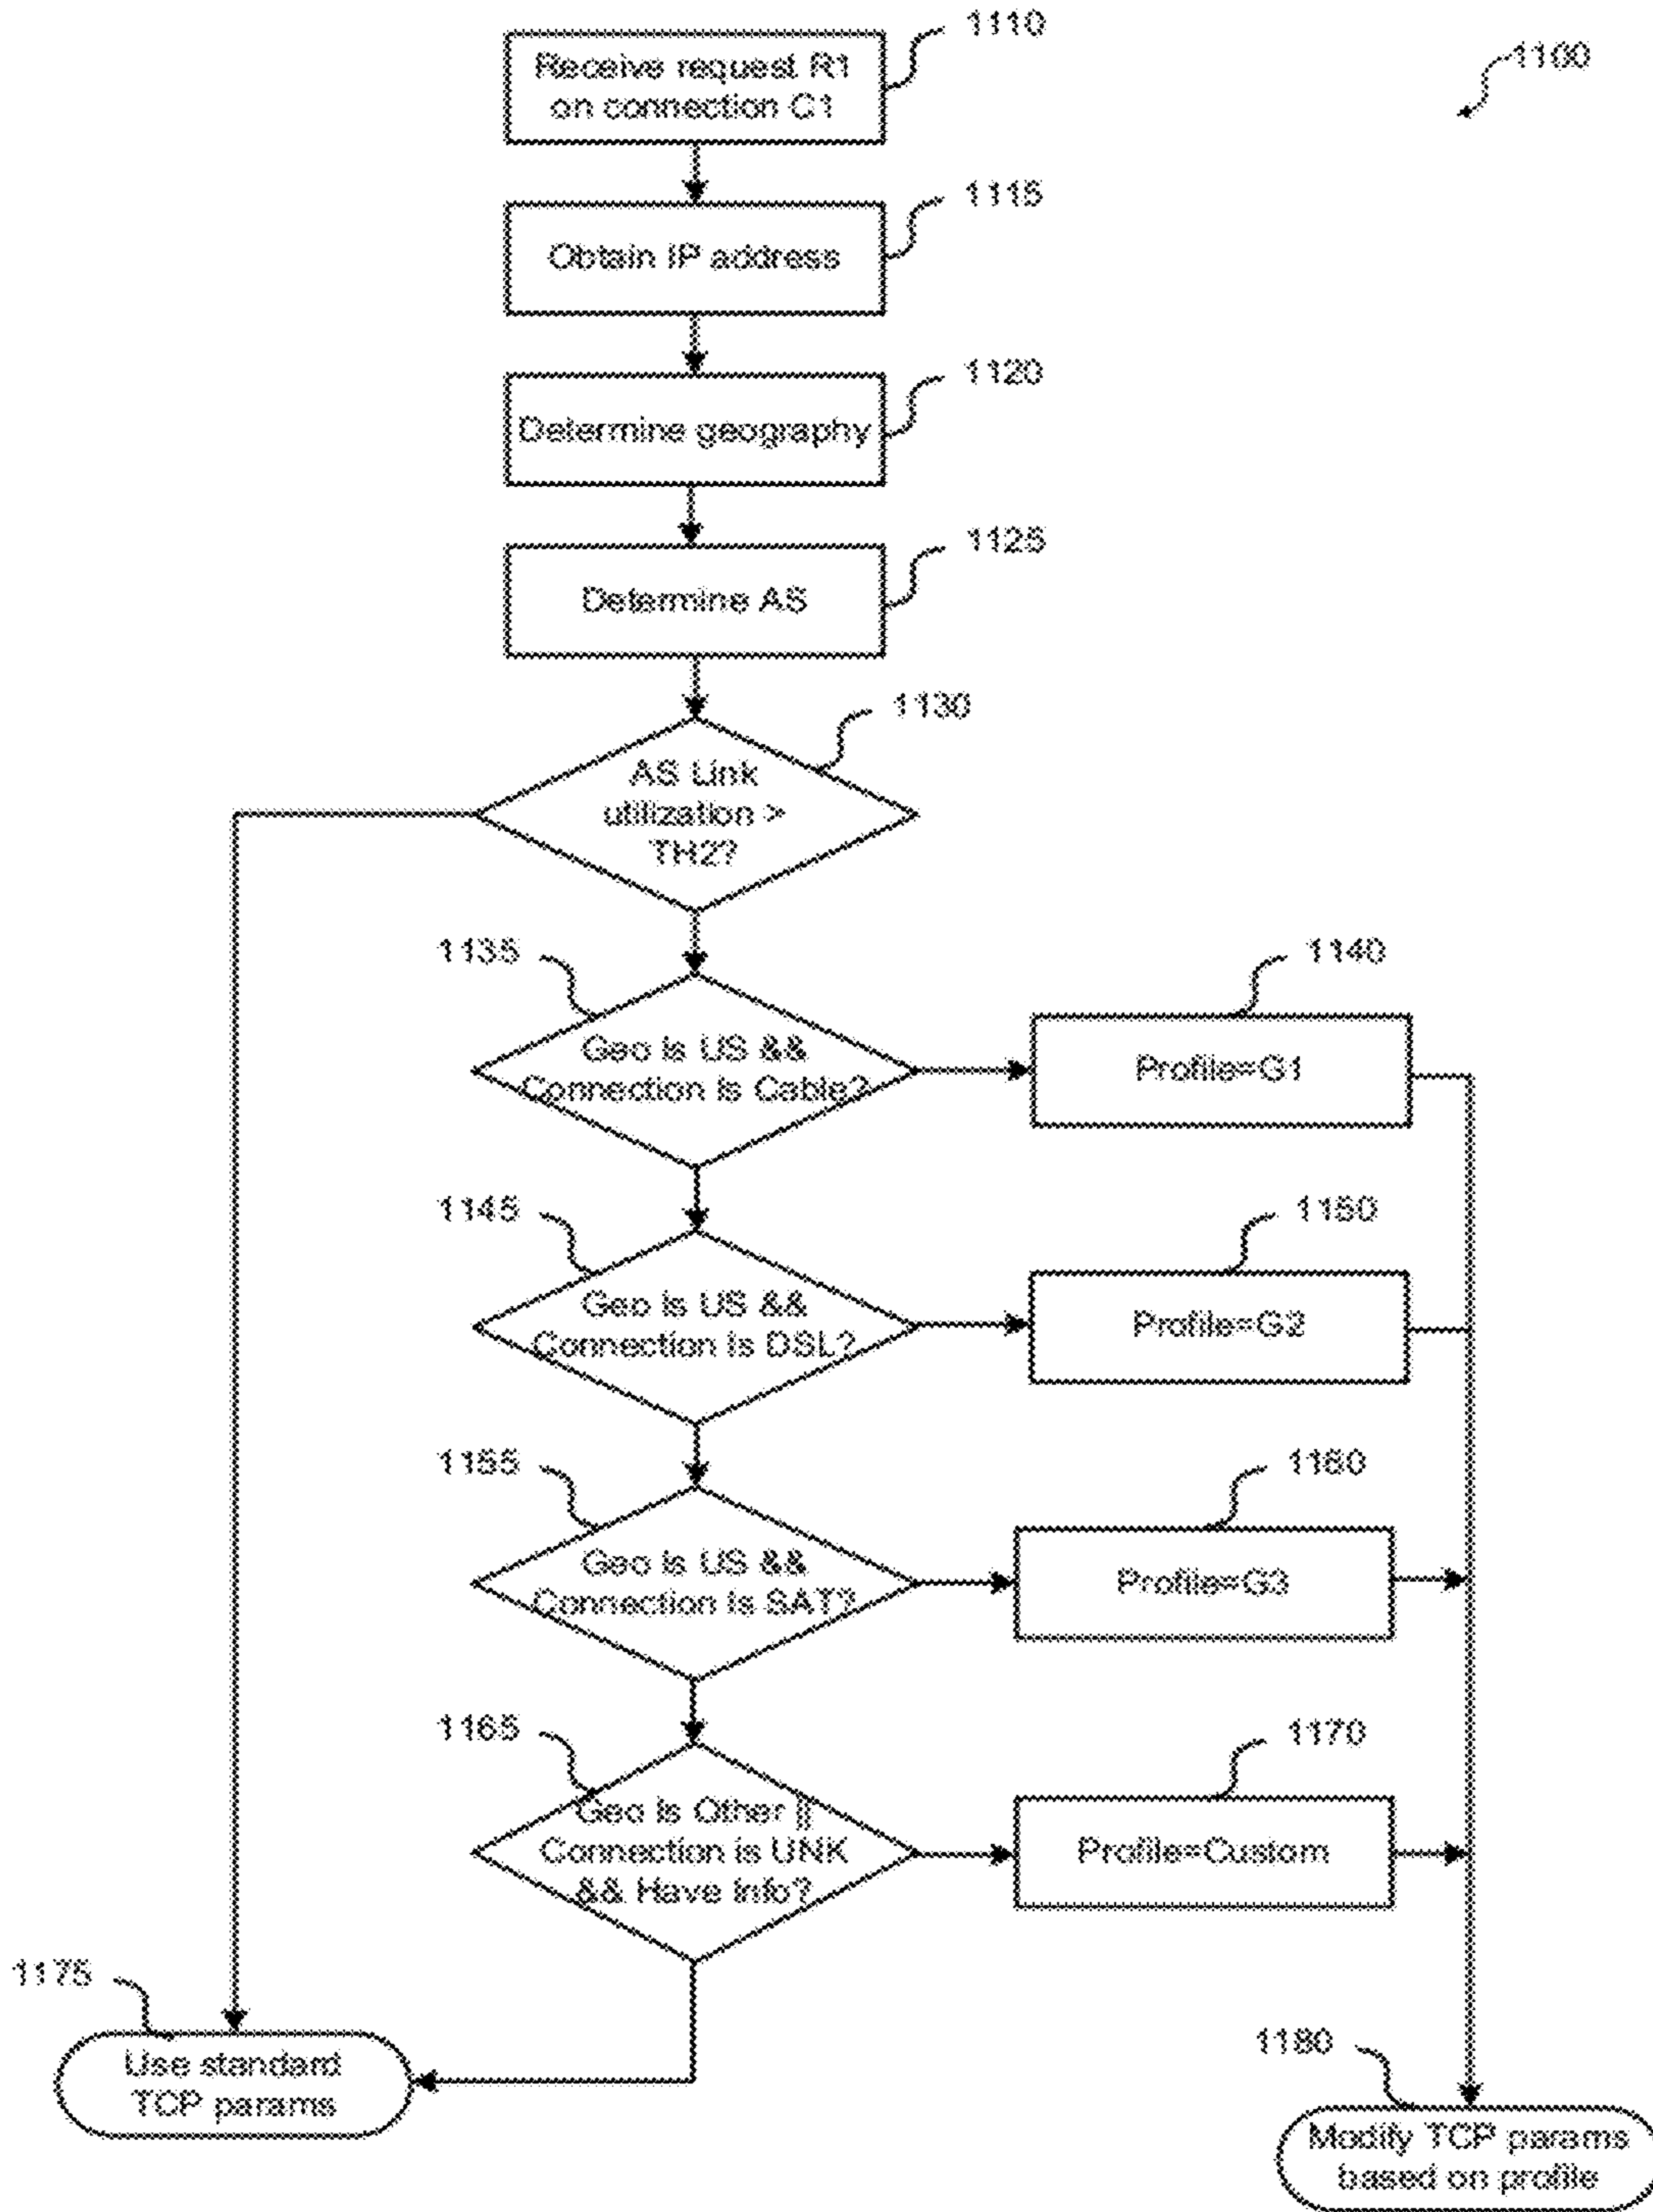 1110
1100
Receive request R1
on connection C1
1115
Obtain IP address
1120
Determine geography
1125
Determine AS
1130
AS Link
utilization >
TH2?
1135
1140
Geo is US &&
Connection is Cable?
Profile=G1
1145
1150
Geo is US &&
Connection is DSL?
Profile=G2
1155
1160
Geo is US &&
Connection is SAT?
Profile=G3
1165
1170
Geo is Other ||
Connection is UNK
&& Have Info?
Profile=Custom
1175
Use standard
TCP params
1180
Modify TCP params
based on profile